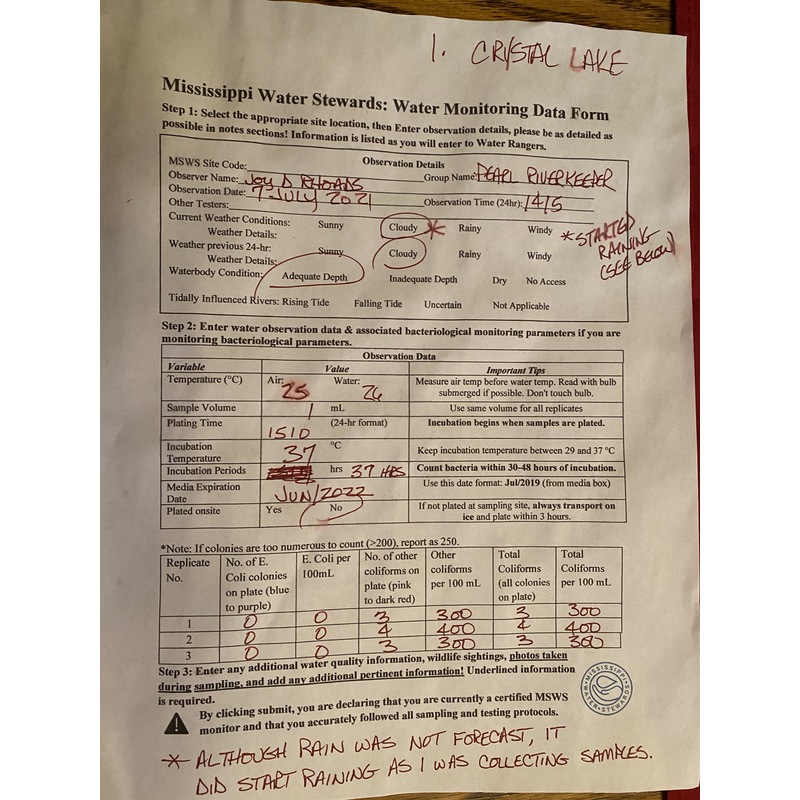 1. CRYSTAL LAKE
Mississippi Water Stewards: Water Monitoring Data Form
Step 1: Select the appropriate site location, then Enter observation details, please be as detailed as
possible in notes sections! Information is listed as you will enter to Water Rangers.
Observation Details
MSWS Site Code:
Observer Name: JOY D RHOADS Group Name: PEARL RIVERKEEPER
Observation Date: 7 JULY 2021 Observation Time (24hr): 1415
Other Testers:
Current Weather Conditions: Sunny Cloudy * Rainy Windy
* STARTED RAINING (SEE BELOW)
Weather Details:
Weather previous 24-hr: Sunny Cloudy Rainy Windy
Weather Details:
Waterbody Condition: Adequate Depth Inadequate Depth Dry No Access
Tidally Influenced Rivers: Rising Tide Falling Tide Uncertain Not Applicable
Step 2: Enter water observation data & associated bacteriological monitoring parameters if you are
monitoring bacteriological parameters.
Observation Data
Variable Value Important Tips
Temperature (°C) Air: 25 Water: 26 Measure air temp before water temp. Read with bulb
submerged if possible. Don't touch bulb.
Sample Volume 1 mL Use same volume for all replicates
Plating Time 1510 (24-hr format) Incubation begins when samples are plated.
Incubation
Temperature 37 °C Keep incubation temperature between 29 and 37 °C
Incubation Periods hrs 37 HRS Count bacteria within 30-48 hours of incubation.
Media Expiration
Date JUN/2022 Use this date format: Jul/2019 (from media box)
Plated onsite Yes No If not plated at sampling site, always transport on
ice and plate within 3 hours.
*Note: If colonies are too numerous to count (>200), report as 250.
Replicate No. No. of E. Coli colonies on plate (blue to purple) E. Coli per 100mL No. of other coliforms on plate (pink to dark red) Other coliforms per 100 mL Total Coliforms (all colonies on plate) Total Coliforms per 100 mL
1 0 0 3 300 3 300
2 0 0 4 400 4 400
3 0 0 3 300 3 300
Step 3: Enter any additional water quality information, wildlife sightings, photos taken
during sampling, and add any additional pertinent information! Underlined information
is required.
By clicking submit, you are declaring that you are currently a certified MSWS
monitor and that you accurately followed all sampling and testing protocols.
MISSISSIPPI WATER STEWARDS
* ALTHOUGH RAIN WAS NOT FORECAST, IT
DID START RAINING AS I WAS COLLECTING SAMPLES.